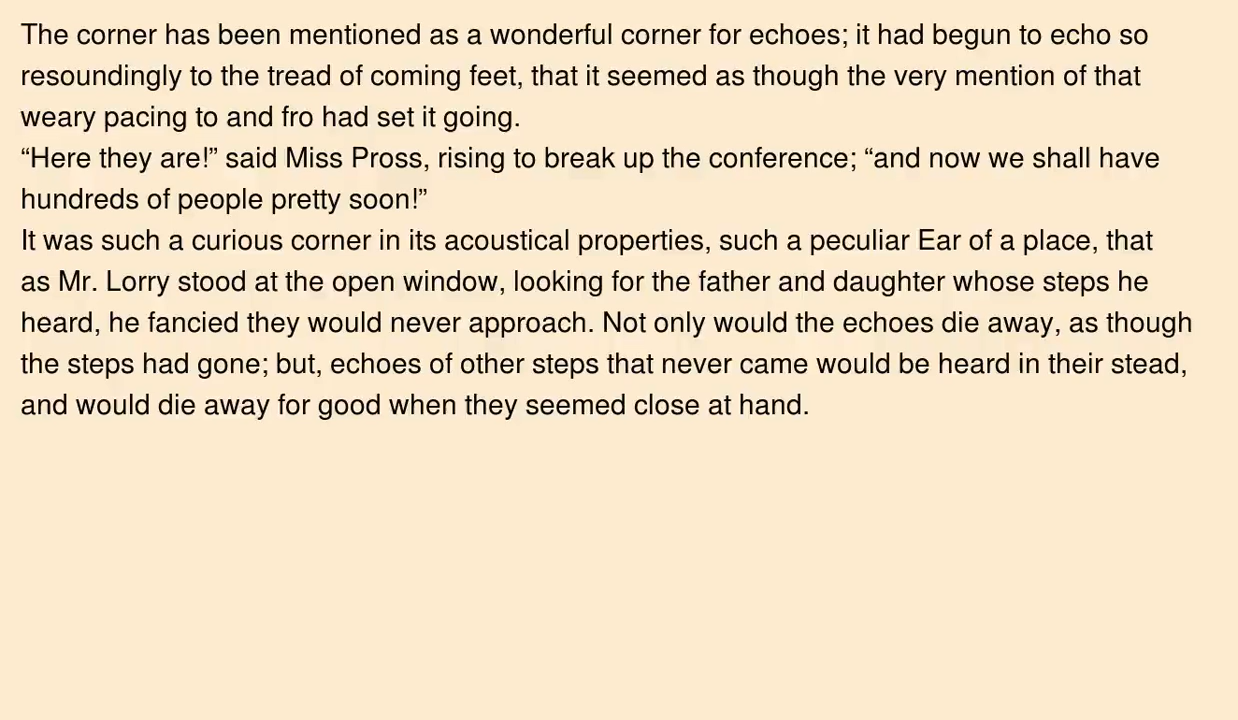 The corner has been mentioned as a wonderful corner for echoes; it had begun to echo so
resoundingly to the tread of coming feet, that it seemed as though the very mention of that
weary pacing to and fro had set it going.
“Here they are!” said Miss Pross, rising to break up the conference; “and now we shall have
hundreds of people pretty soon!”
It was such a curious corner in its acoustical properties, such a peculiar Ear of a place, that
as Mr. Lorry stood at the open window, looking for the father and daughter whose steps he
heard, he fancied they would never approach. Not only would the echoes die away, as though
the steps had gone; but, echoes of other steps that never came would be heard in their stead,
and would die away for good when they seemed close at hand.